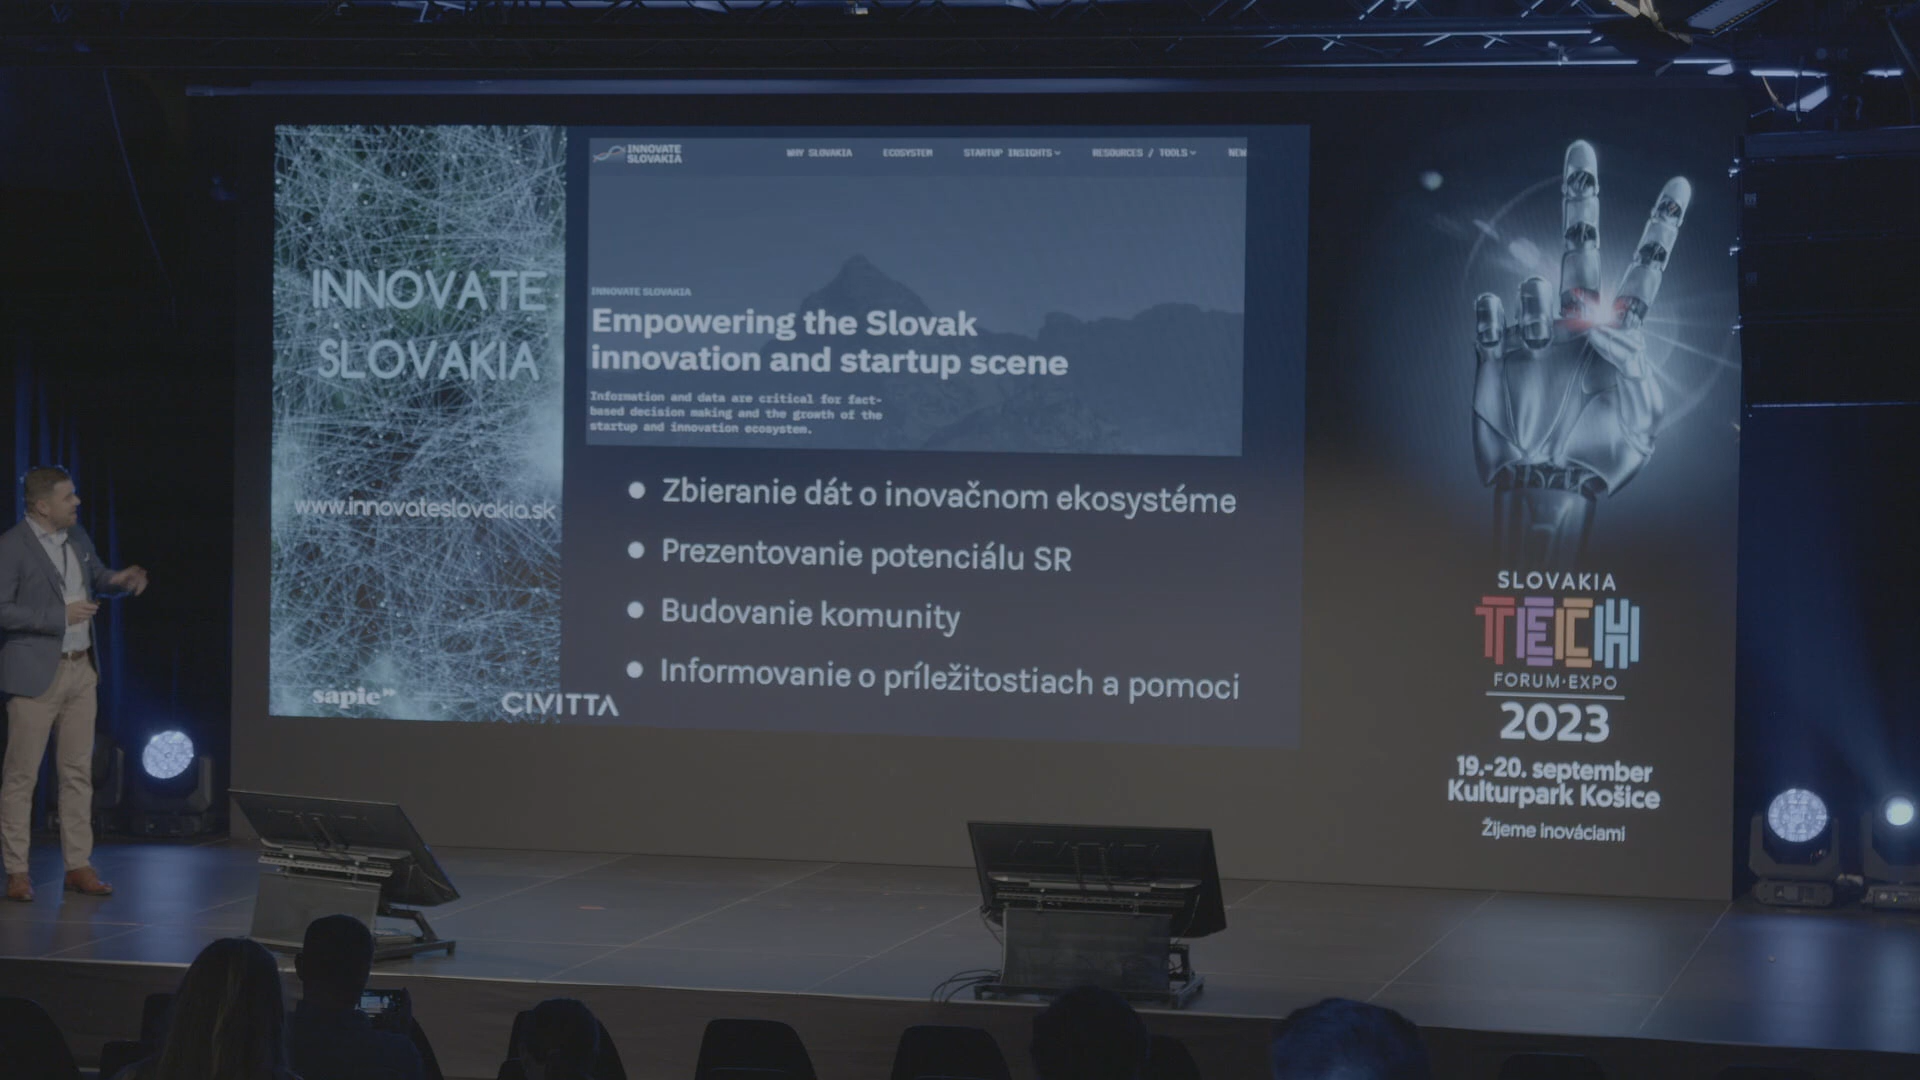 INNOVATE
SLOVAKIA
www.innovateslovakia.sk
sapie
CIVITTA
INNOVATE
SLOVAKIA
WHY SLOVAKIA
ECOSYSTEM
STARTUP INSIGHTS
RESOURCES / TOOLS
NEW
INNOVATE SLOVAKIA
Empowering the Slovak
innovation and startup scene
Information and data are critical for fact-
based decision making and the growth of the
startup and innovation ecosystem.
● Zbieranie dát o inovačnom ekosystéme
● Prezentovanie potenciálu SR
● Budovanie komunity
● Informovanie o príležitostiach a pomoci
SLOVAKIA
TECH
FORUM·EXPO
2023
19.-20. september
Kulturpark Košice
Žijeme inováciami